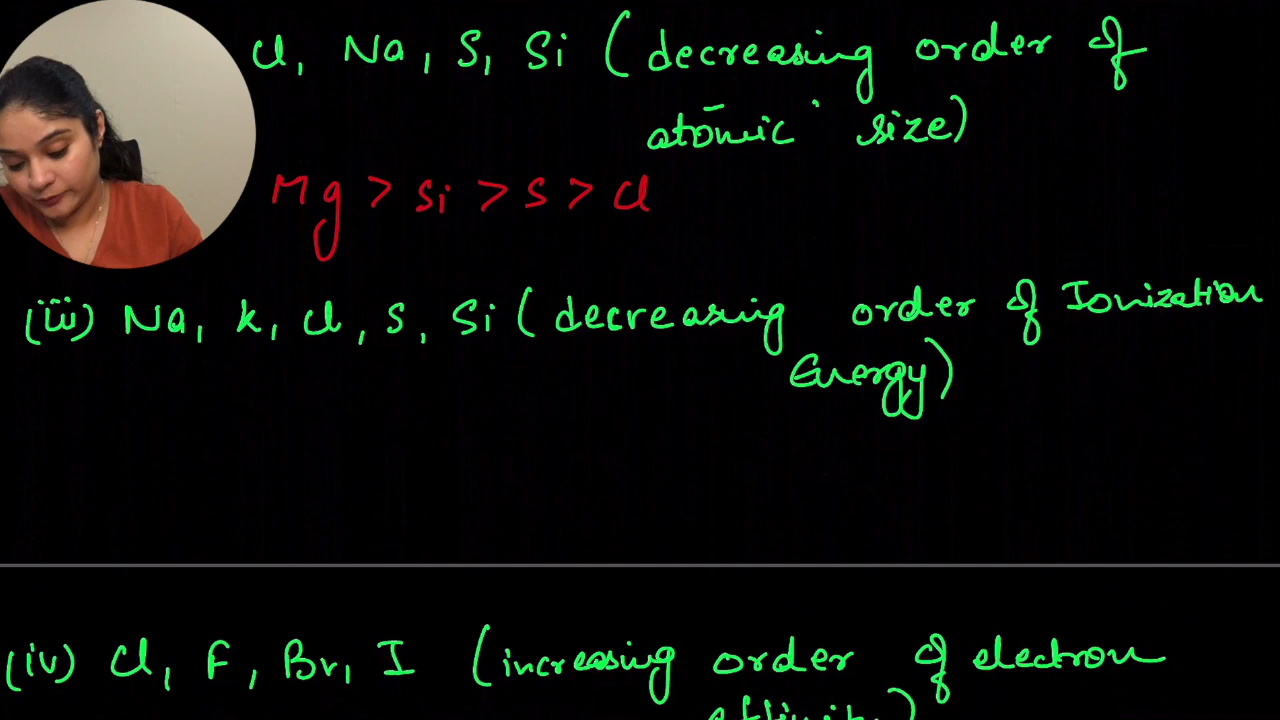 Cl, Na, S, Si (decreasing order of
atomic size)
Mg > Si > S > Cl
(iii) Na, K, Cl, S, Si (decreasing order of Ionization
Energy)
(iv) Cl, F, Br, I (increasing order of electron
affinity)